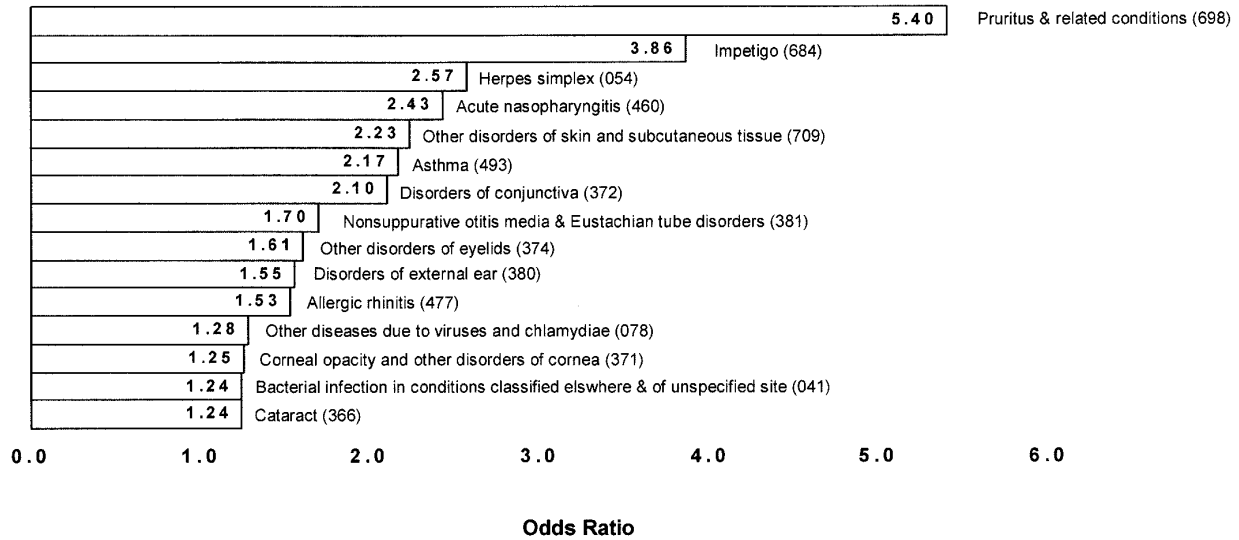 5.40 Pruritus & related conditions (698)
3.86 Impetigo (684)
2.57 Herpes simplex (054)
2.43 Acute nasopharyngitis (460)
2.23 Other disorders of skin and subcutaneous tissue (709)
2.17 Asthma (493)
2.10 Disorders of conjunctiva (372)
1.70 Nonsuppurative otitis media & Eustachian tube disorders (381)
1.61 Other disorders of eyelids (374)
1.55 Disorders of external ear (380)
1.53 Allergic rhinitis (477)
1.28 Other diseases due to viruses and chlamydiae (078)
1.25 Corneal opacity and other disorders of cornea (371)
1.24 Bacterial infection in conditions classified elswhere & of unspecified site (041)
1.24 Cataract (366)
0.0 1.0 2.0 3.0 4.0 5.0 6.0
Odds Ratio